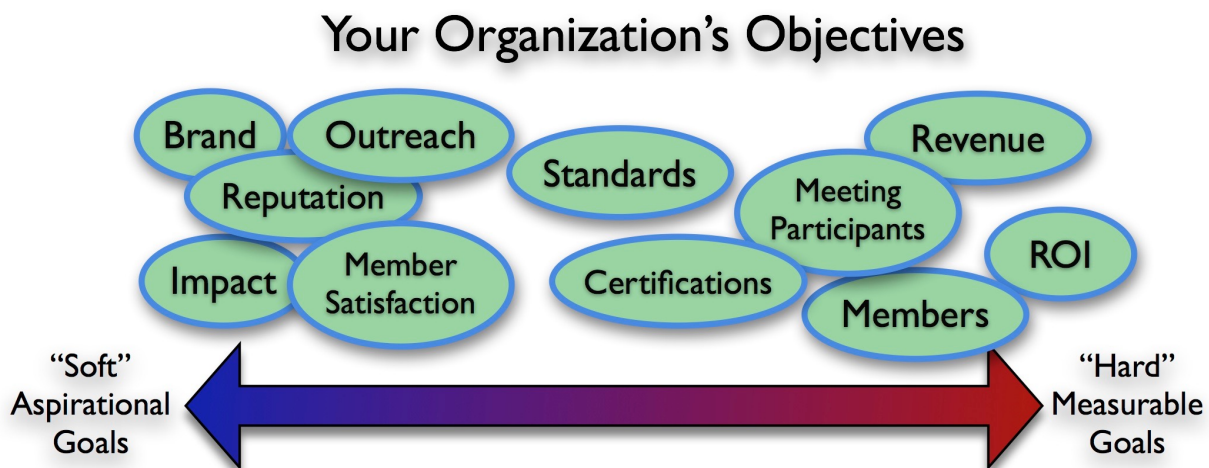 Your Organization’s Objectives
Brand
Outreach
Reputation
Impact
Member
Satisfaction
Standards
Certifications
Meeting
Participants
Revenue
ROI
Members
“Soft”
Aspirational
Goals
“Hard”
Measurable
Goals